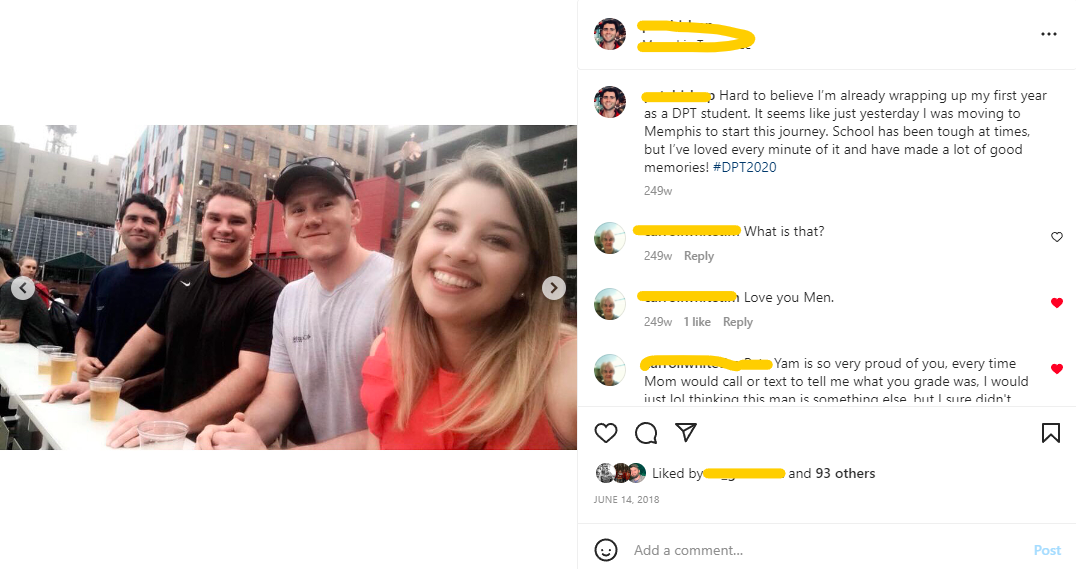 Hard to believe I'm already wrapping up my first year
as a DPT student. It seems like just yesterday I was moving to
Memphis to start this journey. School has been tough at times,
but I've loved every minute of it and have made a lot of good
memories! #DPT2020
249w
What is that?
249w Reply
Love you Men.
249w 1 like Reply
Yam is so very proud of you, every time
Mom would call or text to tell me what you grade was, I would
just lol thinking this man is something else, but I sure didn't
Liked by and 93 others
JUNE 14, 2018
Add a comment... Post